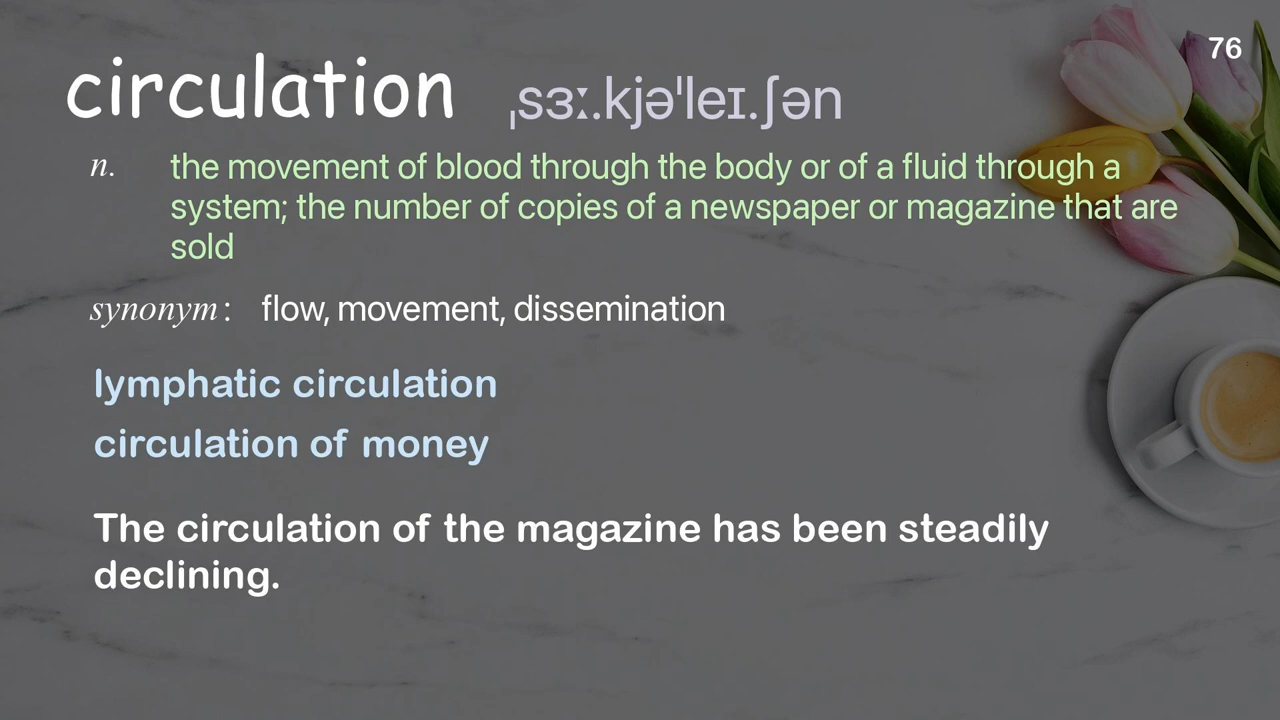 76
circulation ˌsɜː.kjəˈleɪ.ʃən
n. the movement of blood through the body or of a fluid through a
system; the number of copies of a newspaper or magazine that are
sold
synonym: flow, movement, dissemination
lymphatic circulation
circulation of money
The circulation of the magazine has been steadily
declining.